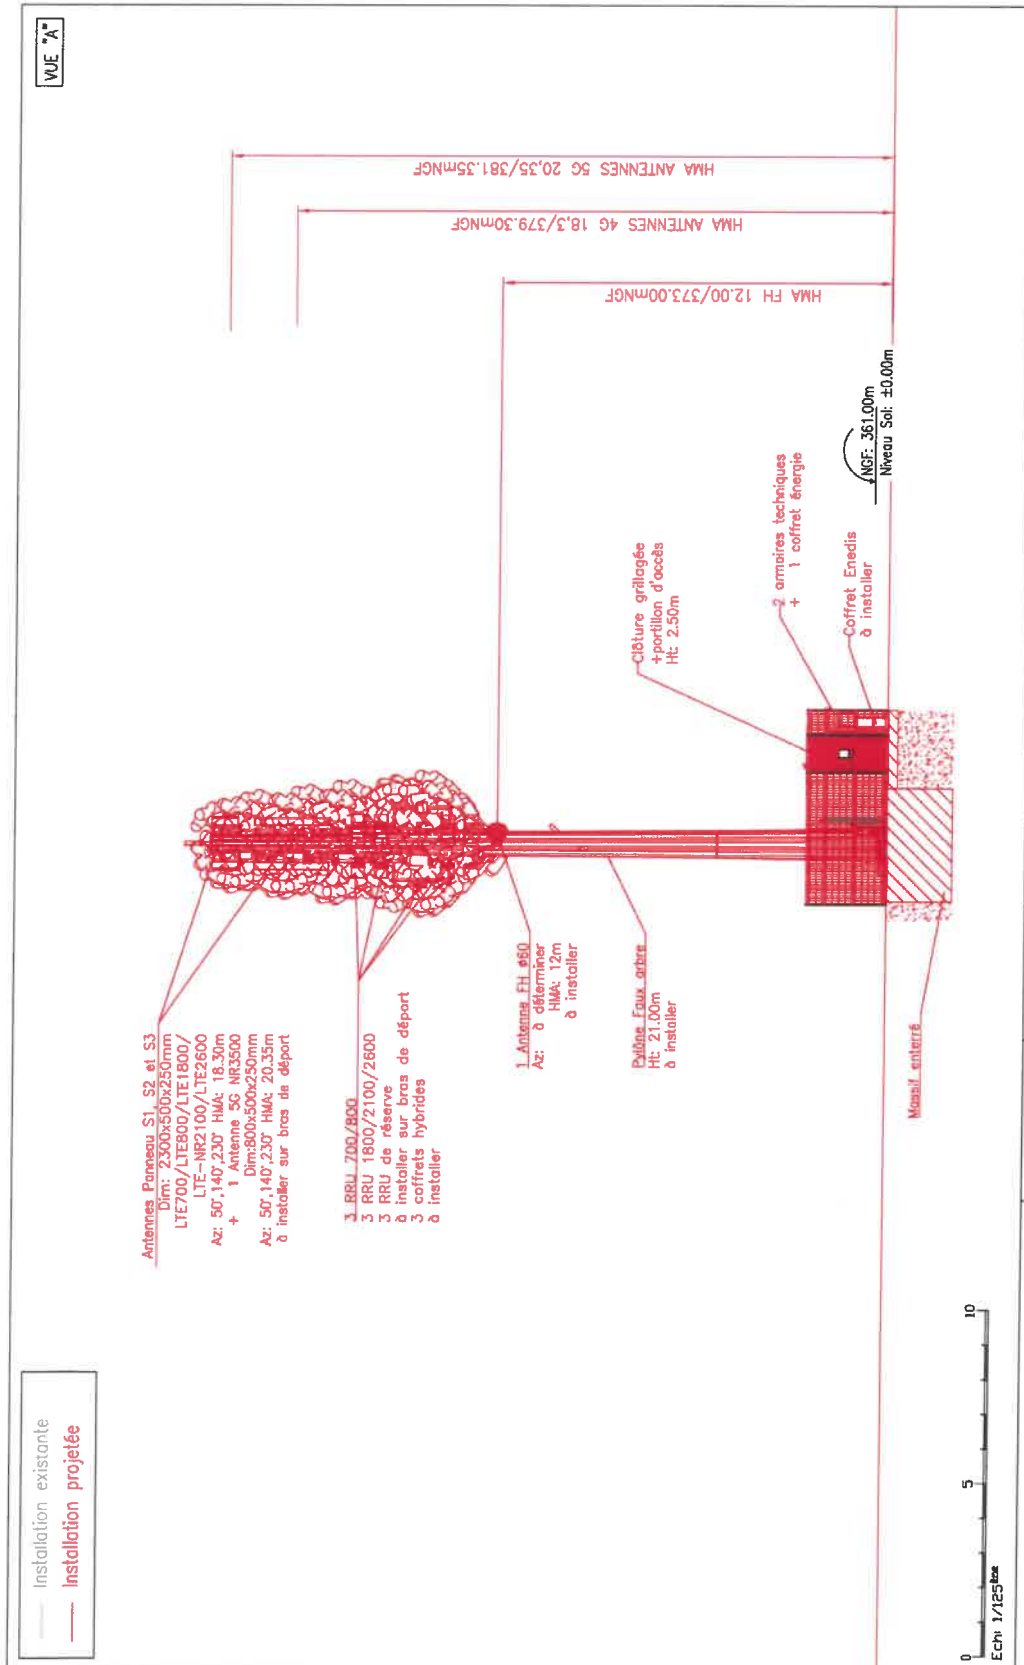 VUE "A"
Installation existante
Installation projetée
Antennes Panneau S1, S2 et S3
Dim: 2300x500x250mm
LTE700/LTE800/LTE1800/
LTE-NR2100/LTE2600
Az: 50°,140°,230° HMA: 18.30m
+ 1 Antenne 5G NR3500
Dim:800x500x250mm
Az: 50°,140°,230° HMA: 20.35m
à installer sur bras de déport
3 RRU 700/800
3 RRU 1800/2100/2600
3 RRU de réserve
à installer sur bras de déport
3 coffrets hybrides
à installer
1 Antenne FH ø60
Az: à déterminer
HMA: 12m
à installer
Pylône Faux arbre
Ht: 21.00m
à installer
Massif enterré
Clôture grillagée
+portillon d'accès
Ht: 2.50m
2 armoires techniques
+ 1 coffret énergie
Coffret Enedis
à installer
NGF: 361.00m
Niveau Sol: ±0.00m
HMA FH 12.00/373.00mNGF
HMA ANTENNES 4G 18,3/379.30mNGF
HMA ANTENNES 5G 20,35/381.35mNGF
0 5 10
Ech: 1/125ème